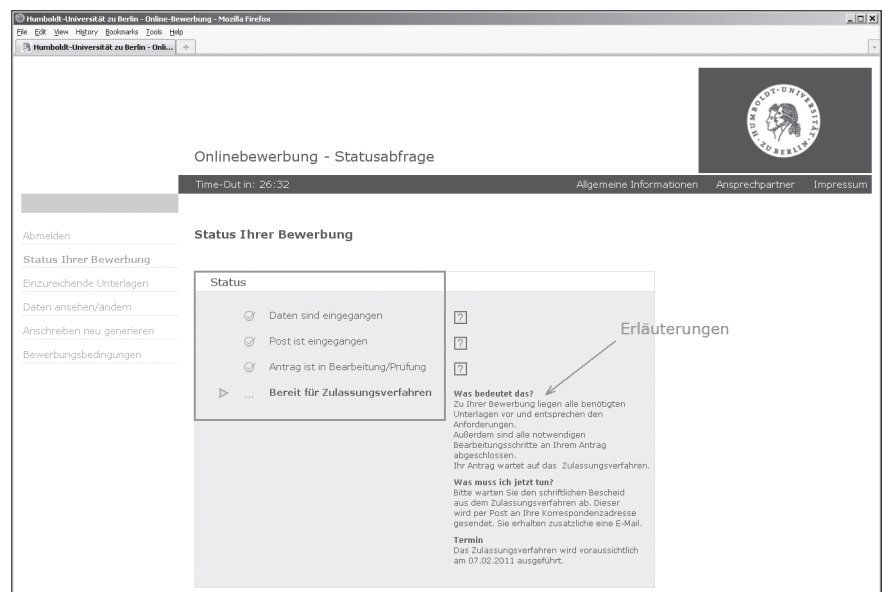 Humboldt-Universität zu Berlin - Online-Bewerbung - Mozilla Firefox
File Edit View History Bookmarks Tools Help
Humboldt-Universität zu Berlin - Onli...
HUMBOLDT-UNIVERSITÄT ZU BERLIN
Onlinebewerbung - Statusabfrage
Time-Out in: 26:32 Allgemeine Informationen Ansprechpartner Impressum
Abmelden
Status Ihrer Bewerbung
Einzureichende Unterlagen
Daten ansehen/ändern
Anschreiben neu generieren
Bewerbungsbedingungen
Status Ihrer Bewerbung
Status
Daten sind eingegangen ?
Post ist eingegangen ?
Antrag ist in Bearbeitung/Prüfung ?
... Bereit für Zulassungsverfahren
Erläuterungen
Was bedeutet das?
Zu Ihrer Bewerbung liegen alle benötigten
Unterlagen vor und entsprechen den
Anforderungen.
Außerdem sind alle notwendigen
Bearbeitungsschritte an Ihrem Antrag
abgeschlossen.
Ihr Antrag wartet auf das Zulassungsverfahren.
Was muss ich jetzt tun?
Bitte warten Sie den schriftlichen Bescheid
aus dem Zulassungsverfahren ab. Dieser
wird per Post an Ihre Korrespondenzadresse
gesendet. Sie erhalten zusatzliche eine E-Mail.
Termin
Das Zulassungsverfahren wird voraussichtlich
am 07.02.2011 ausgeführt.